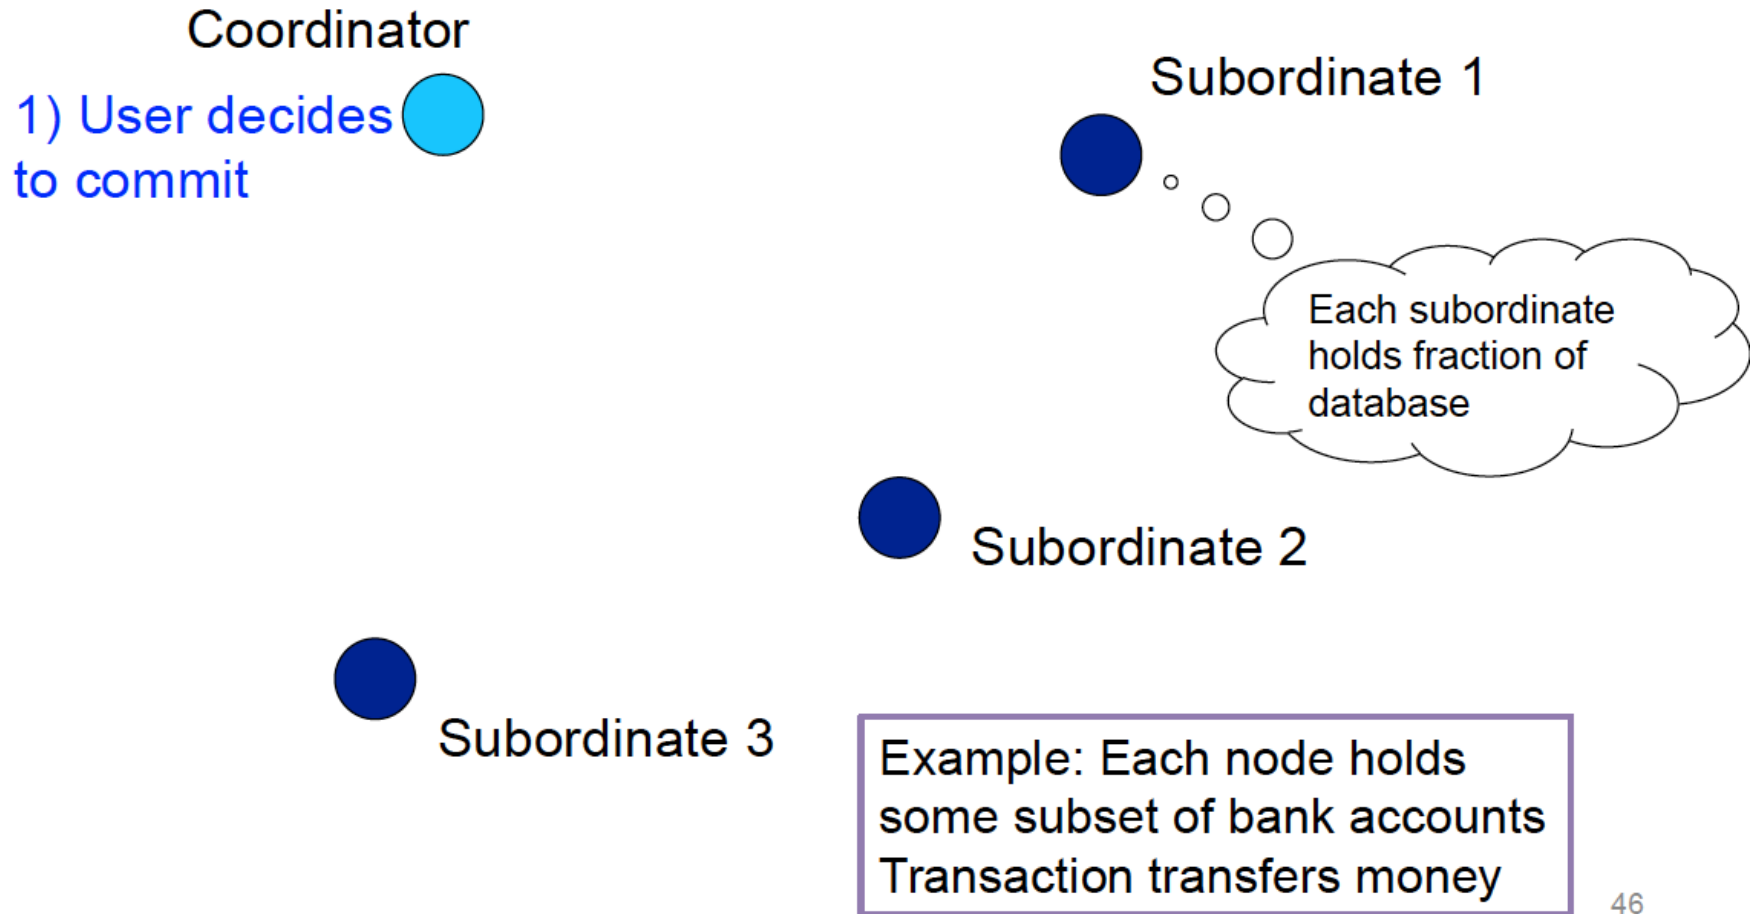 Coordinator
1) User decides
to commit
Subordinate 1
Each subordinate
holds fraction of
database
Subordinate 2
Subordinate 3
Example: Each node holds
some subset of bank accounts
Transaction transfers money
46